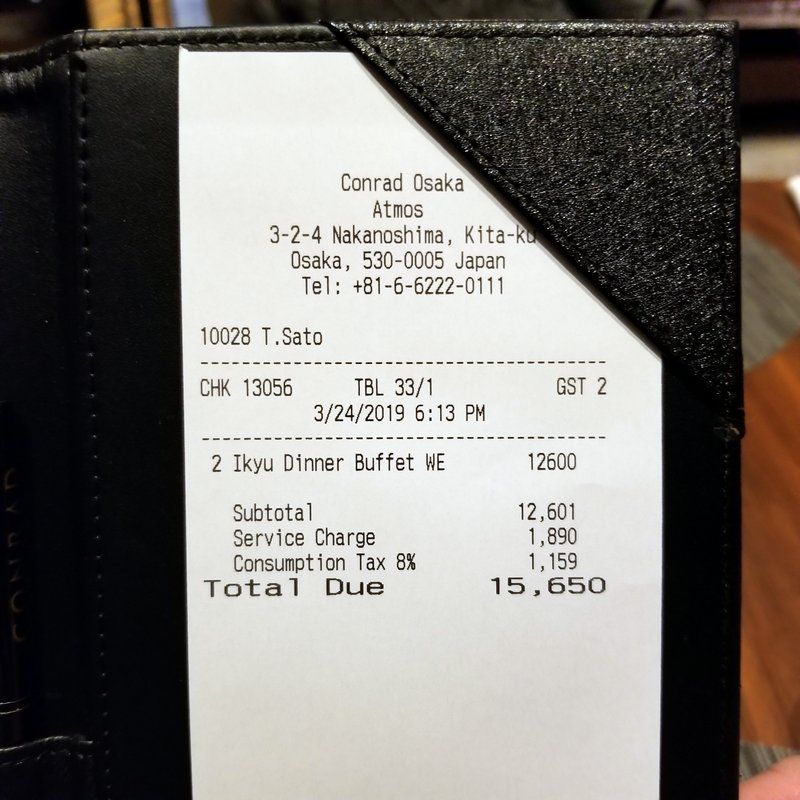 Conrad Osaka
Atmos
3-2-4 Nakanoshima, Kita-ku
Osaka, 530-0005 Japan
Tel: +81-6-6222-0111
10028 T.Sato
CHK 13056 TBL 33/1 GST 2
3/24/2019 6:13 PM
2 Ikyu Dinner Buffet WE 12600
Subtotal 12,601
Service Charge 1,890
Consumption Tax 8% 1,159
Total Due 15,650
CONRAD